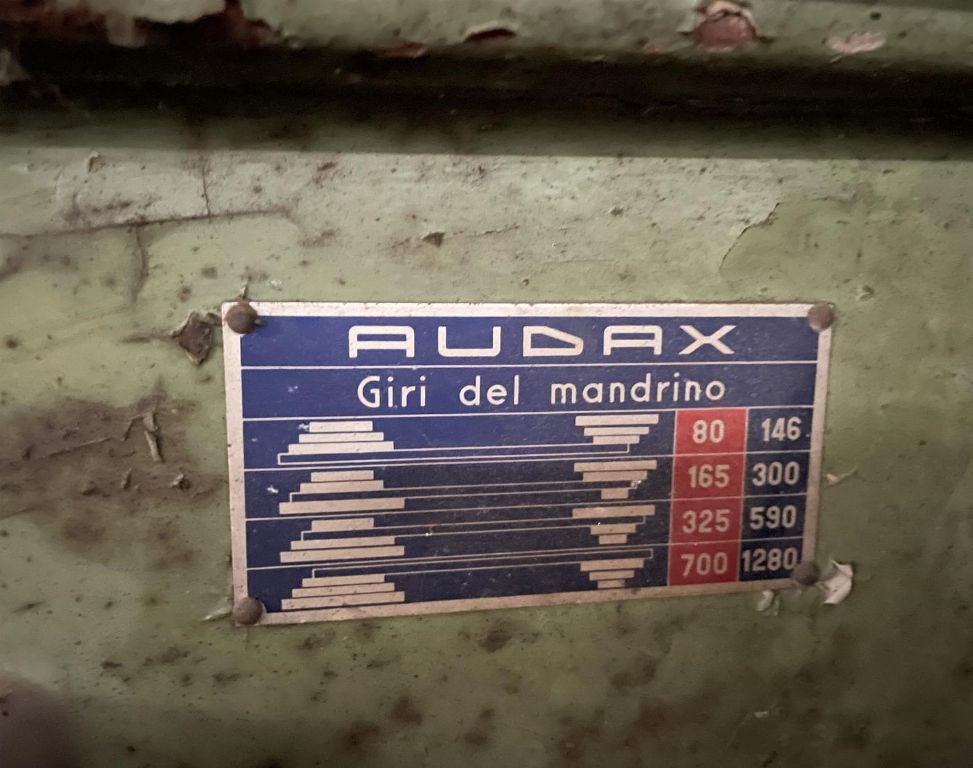 AUDAX
Giri del mandrino
80 146
165 300
325 590
700 1280